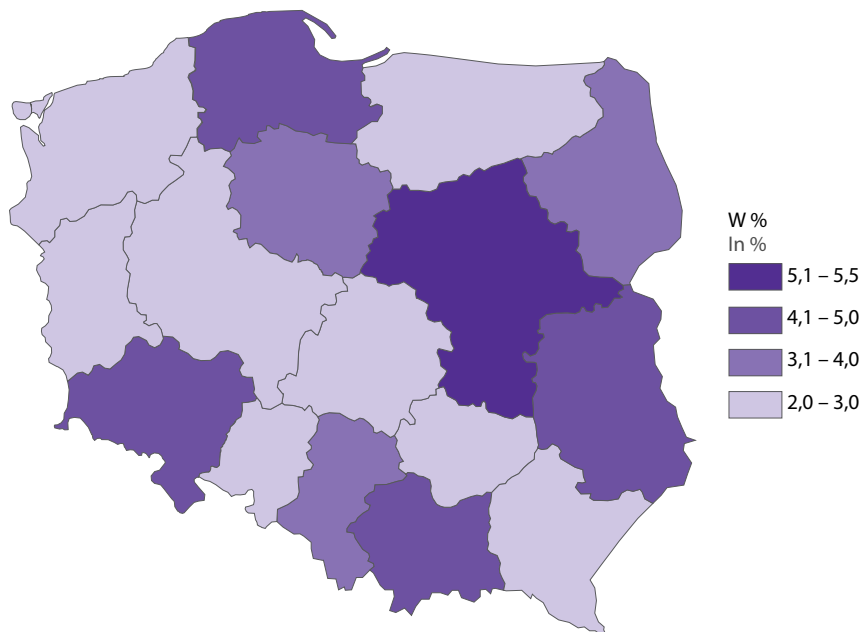 W %
In %
5,1 – 5,5
4,1 – 5,0
3,1 – 4,0
2,0 – 3,0